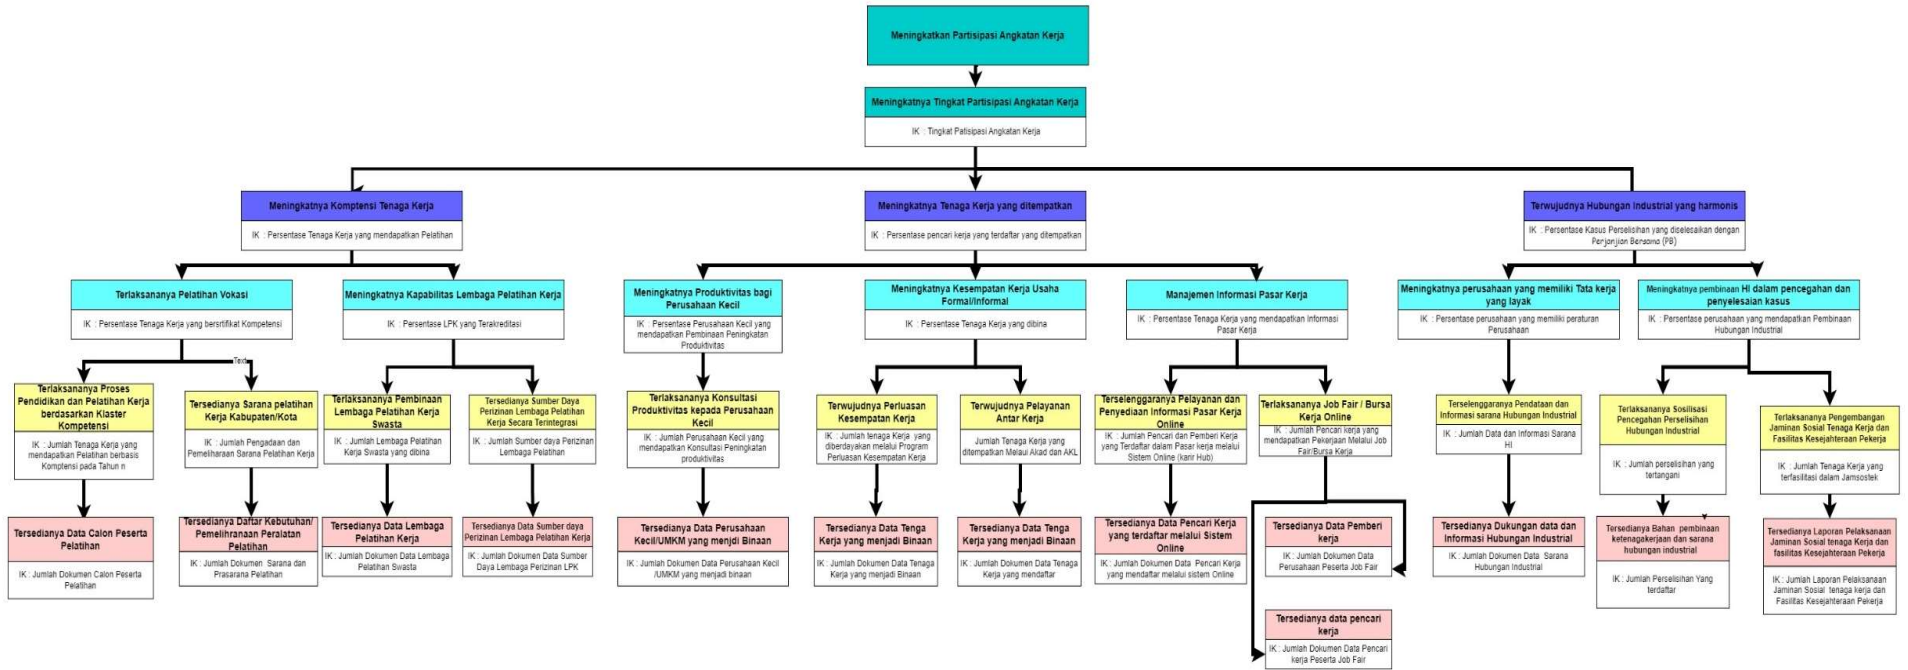 Meningkatkan Partisipasi Angkatan Kerja
Meningkatnya Tingkat Partisipasi Angkatan Kerja
IK : Tingkat Patisipasi Angkatan Kerja
Meningkatnya Komptensi Tenaga Kerja
IK : Persentase Tenaga Kerja yang mendapatkan Pelatihan
Meningkatnya Tenaga Kerja yang ditempatkan
IK : Persentase pencari kerja yang terdaftar yang ditempatkan
Terwujudnya Hubungan Industrial yang harmonis
IK : Persentase Kasus Perselisihan yang diselesaikan dengan
Perjanjian Bersama (PB)
Terlaksananya Pelatihan Vokasi
IK : Persentase Tenaga Kerja yang bersrtifikat Kompetensi
Meningkatnya Kapabilitas Lembaga Pelatihan Kerja
IK : Persentase LPK yang Terakreditasi
Meningkatnya Produktivitas bagi
Perusahaan Kecil
IK : Persentase Perusahaan Kecil yang
mendapatkan Pembinaan Peningkatan
Produktivitas
Meningkatnya Kesempatan Kerja Usaha
Formal/Informal
IK : Persentase Tenaga Kerja yang dibina
Manajemen Informasi Pasar Kerja
IK : Persentase Tenaga Kerja yang mendapatkan Informasi
Pasar Kerja
Meningkatnya perusahaan yang memiliki Tata kerja
yang layak
IK : Persentase perusahaan yang memiliki peraturan
Perusahaan
Meningkatnya pembinaan HI dalam pencegahan dan
penyelesaian kasus
IK : Persentase perusahaan yang mendapatkan Pembinaan
Hubungan Industrial
Text
Terlaksananya Proses
Pendidikan dan Pelatihan Kerja
berdasarkan Klaster
Kompetensi
IK : Jumlah Tenaga Kerja yang
mendapatkan Pelatihan berbasis
Komptensi pada Tahun n
Tersedianya Sarana pelatihan
Kerja Kabupaten/Kota
IK : Jumlah Pengadaan dan
Pemeliharaan Sarana Pelatihan Kerja
Terlaksananya Pembinaan
Lembaga Pelatihan Kerja
Swasta
IK : Jumlah Lembaga Pelatihan
Kerja Swasta yang dibina
Tersedianya Sumber Daya
Perizinan Lembaga Pelatihan
Kerja Secara Terintegrasi
IK : Jumlah Sumber daya Perizinan
Lembaga Pelatihan
Terlaksananya Konsultasi
Produktivitas kepada Perusahaan
Kecil
IK : Jumlah Perusahaan Kecil yang
mendapatkan Konsultasi Peningkatan
produktivitas
Terwujudnya Perluasan
Kesempatan Kerja
IK : Jumlah tenaga Kerja yang
diberdayakan melalui Program
Perluasan Kesempatan Kerja
Terwujudnya Pelayanan
Antar Kerja
Jumlah Tenaga Kerja yang
ditempatkan Melaui Akad dan AKL
Terselenggaranya Pelayanan dan
Penyediaan Informasi Pasar Kerja
Online
IK : Jumlah Pencari dan Pemberi Kerja
yang Terdaftar dalam Pasar kerja melalui
Sistem Online (karir Hub)
Terlaksananya Job Fair / Bursa
Kerja Online
IK : Jumlah Pencari kerja yang
mendapatkan Pekerjaan Melalui Job
Fair/Bursa Kerja
Terselenggaranya Pendataan dan
Informasi sarana Hubungan Industrial
IK : Jumlah Data dan Informasi Sarana
HI
Terlaksananya Sosilisasi
Pencegahan Perselisihan
Hubungan Industrial
IK : Jumlah perselisihan yang
tertangani
Terlaksananya Pengembangan
Jaminan Sosial Tenaga Kerja dan
Fasilitas Kesejahteraan Pekerja
IK : Jumlah Tenaga Kerja yang
terfasilitasi dalam Jamsostek
Tersedianya Data Calon Peserta
Pelatihan
IK : Jumlah Dokumen Calon Peserta
Pelatihan
Tersedianya Daftar Kebutuhan/
Pemelihranaan Peralatan
Pelatihan
IK : Jumlah Dokumen Sarana dan
Prasarana Pelatihan
Tersedianya Data Lembaga
Pelatihan Kerja
IK : Jumlah Dokumen Data Lembaga
Pelatihan Swasta
Tersedianya Data Sumber daya
Perizinan Lembaga Pelatihan Kerja
IK : Jumlah Dokumen Data Sumber
Daya Lembaga Perizinan LPK
Tersedianya Data Perusahaan
Kecil/UMKM yang menjdi Binaan
IK : Jumlah Dokumen Data Perusahaan Kecil
/UMKM yang menjadi binaan
Tersedianya Data Tenga
Kerja yang menjadi Binaan
IK : Jumlah Dokumen Data Tenaga
Kerja yang menjadi Binaan
Tersedianya Data Tenga
Kerja yang menjadi Binaan
IK : Jumlah Dokumen Data Tenaga
Kerja yang mendaftar
Tersedianya Data Pencari Kerja
yang terdaftar melalui Sistem
Online
IK : Jumlah Dokumen Data Pencari Kerja
yang mendaftar melalui sistem Online
Tersedianya Data Pemberi
kerja
IK : Jumlah Dokumen Data
Perusahaan Peserta Job Fair
Tersedianya data pencari
kerja
IK : Jumlah Dokumen Data Pencari
kerja Peserta Job Fair
Tersedianya Dukungan data dan
Informasi Hubungan Industrial
IK : Jumlah Dokumen Data Sarana
Hubungan Industrial
Tersedianya Bahan pembinaan
ketenagakerjaan dan sarana
hubungan industrial
IK : Jumlah Perselisihan Yang
terdaftar
Tersedianya Laporan Pelaksanaan
Jaminan Sosial tenaga Kerja dan
fasilitas Kesejahteraan Pekerja
IK : Jumlah Laporan Pelaksanaan
Jaminan Sosial tenaga kerja dan
Fasilitas Kesejahteraan Pekerja